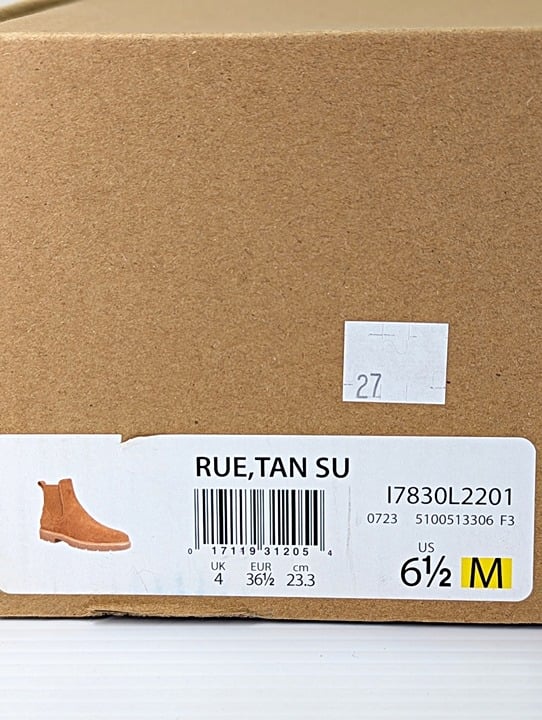 27
RUE,TAN SU
I7830L2201
0 17119 31205 4
0723 5100513306 F3
UK EUR cm
4 36½ 23.3
US
6½ M